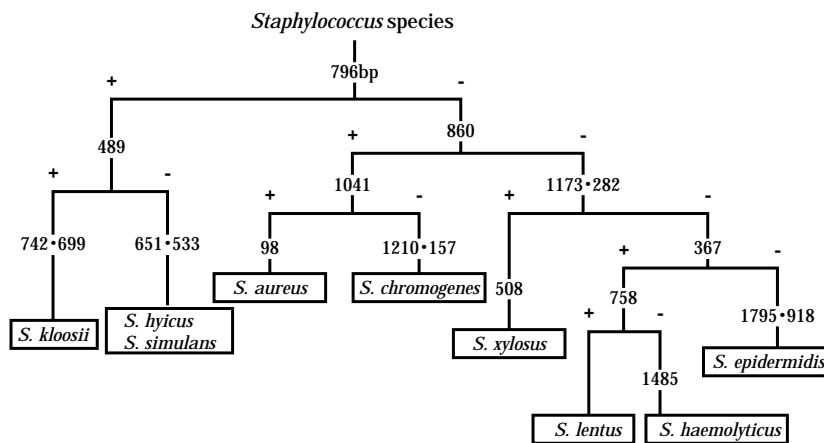 Staphylococcus species
796bp
+ -
489
860
+ -
+ -
1041
1173•282
+ -
+ -
742•699
651•533
98
1210•157
367
+ -
S. aureus
S. chromogenes
508
758
1795•918
+ -
S. kloosii
S. hyicus
S. simulans
S. xylosus
S. epidermidis
1485
S. lentus
S. haemolyticus